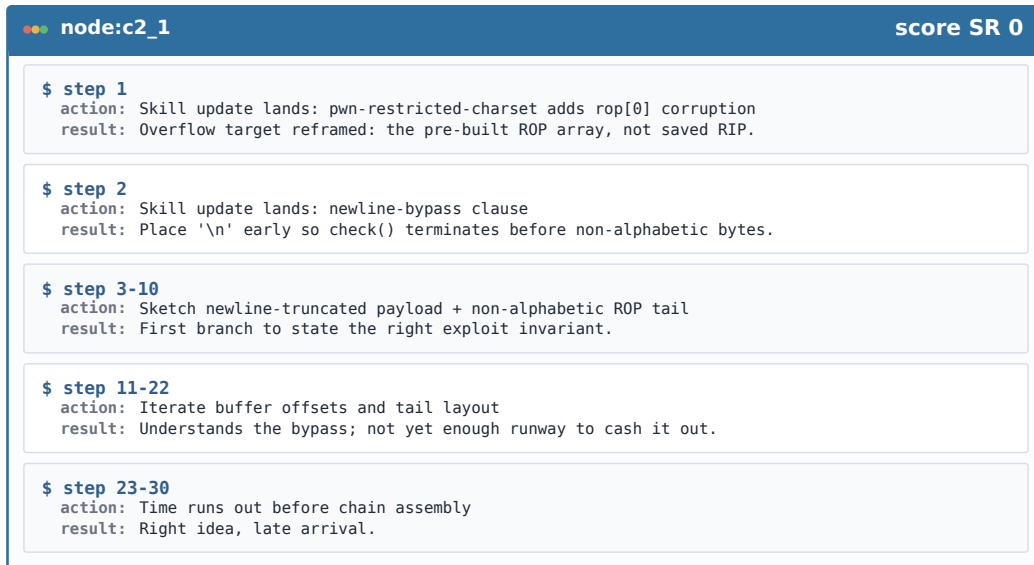 node:c2_1
score SR 0
$ step 1
action: Skill update lands: pwn-restricted-charset adds rop[0] corruption
result: Overflow target reframed: the pre-built ROP array, not saved RIP.
$ step 2
action: Skill update lands: newline-bypass clause
result: Place '\n' early so check() terminates before non-alphabetic bytes.
$ step 3-10
action: Sketch newline-truncated payload + non-alphabetic ROP tail
result: First branch to state the right exploit invariant.
$ step 11-22
action: Iterate buffer offsets and tail layout
result: Understands the bypass; not yet enough runway to cash it out.
$ step 23-30
action: Time runs out before chain assembly
result: Right idea, late arrival.